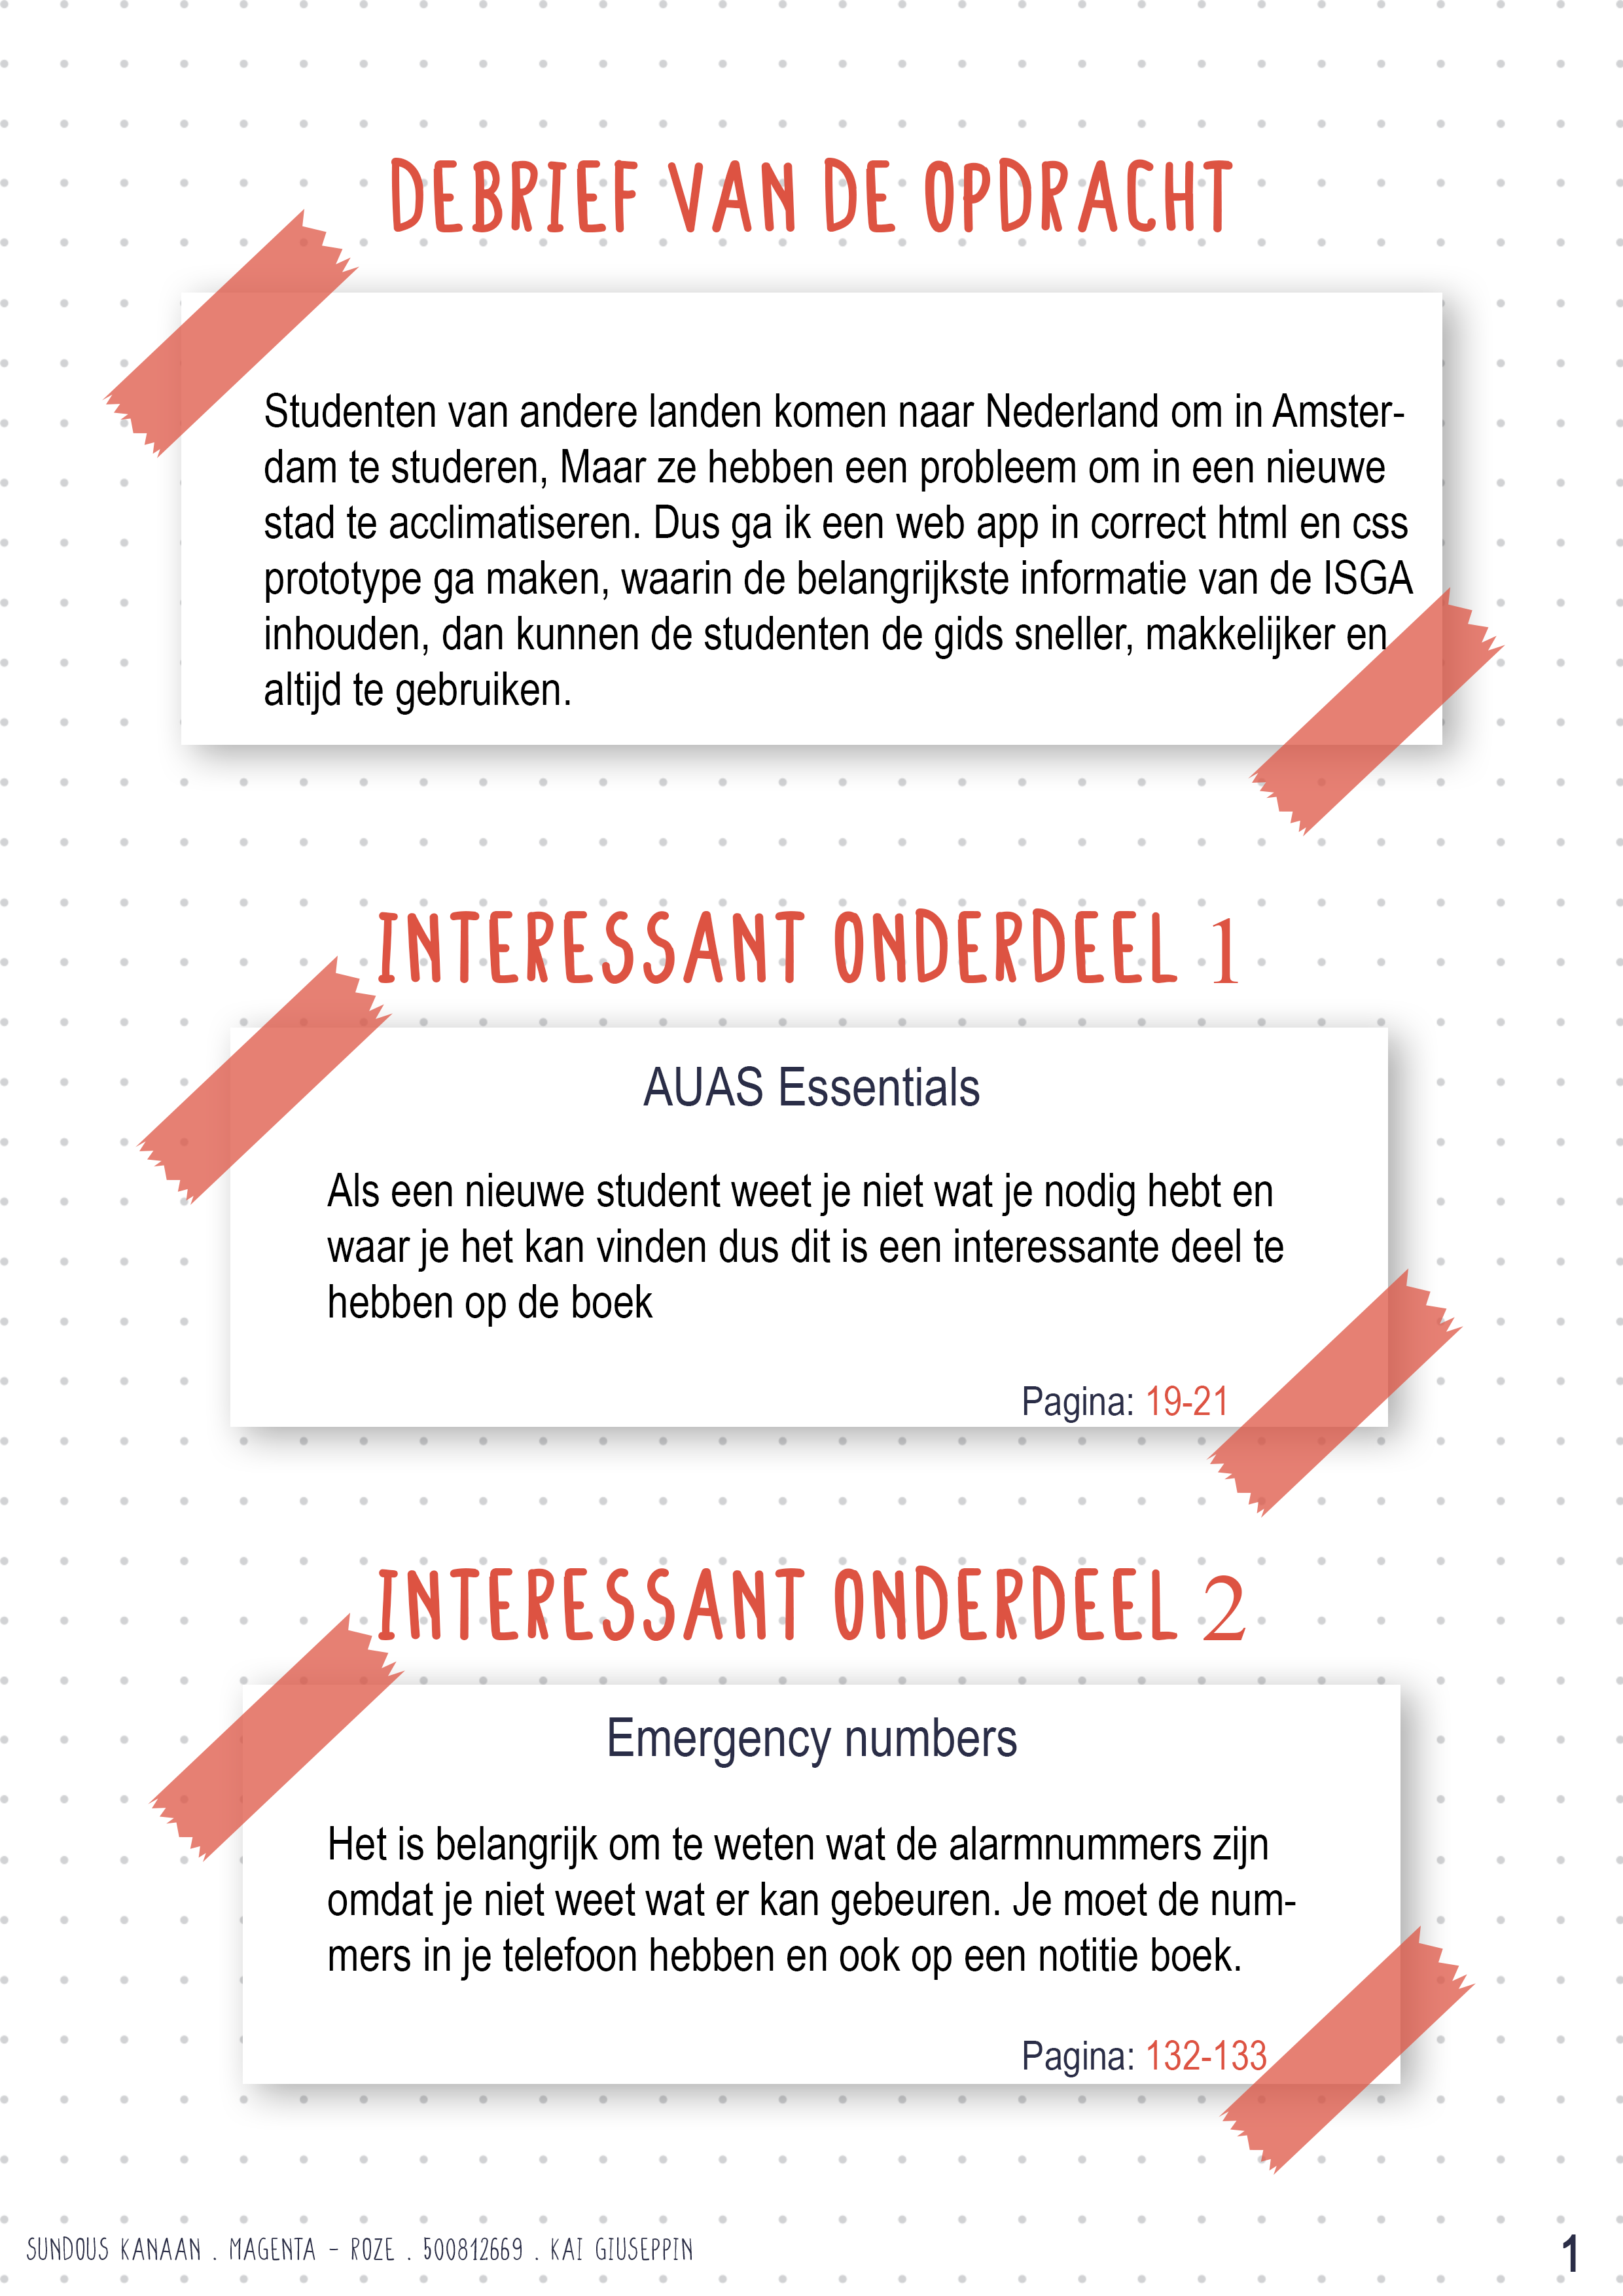 DEBRIEF VAN DE OPDRACHT
Studenten van andere landen komen naar Nederland om in Amster-
dam te studeren, Maar ze hebben een probleem om in een nieuwe
stad te acclimatiseren. Dus ga ik een web app in correct html en css
prototype ga maken, waarin de belangrijkste informatie van de ISGA
inhouden, dan kunnen de studenten de gids sneller, makkelijker en
altijd te gebruiken.
INTERESSANT ONDERDEEL 1
AUAS Essentials
Als een nieuwe student weet je niet wat je nodig hebt en
waar je het kan vinden dus dit is een interessante deel te
hebben op de boek
Pagina: 19-21
INTERESSANT ONDERDEEL 2
Emergency numbers
Het is belangrijk om te weten wat de alarmnummers zijn
omdat je niet weet wat er kan gebeuren. Je moet de num-
mers in je telefoon hebben en ook op een notitie boek.
Pagina: 132-133
SUNDOUS KANAAN . MAGENTA - ROZE . 500812669 . KAI GIUSEPPIN
1